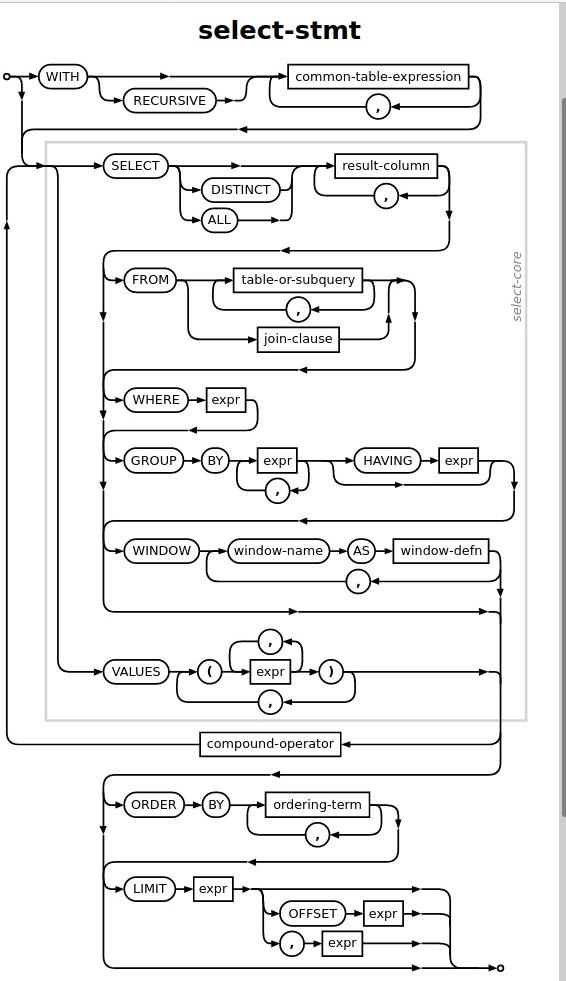 select-stmt
WITH common-table-expression
RECURSIVE ,
SELECT result-column
DISTINCT ,
ALL
select-core
FROM table-or-subquery
,
join-clause
WHERE expr
GROUP BY expr HAVING expr
,
WINDOW window-name AS window-defn
,
,
VALUES ( expr )
,
compound-operator
ORDER BY ordering-term
,
LIMIT expr
OFFSET expr
, expr